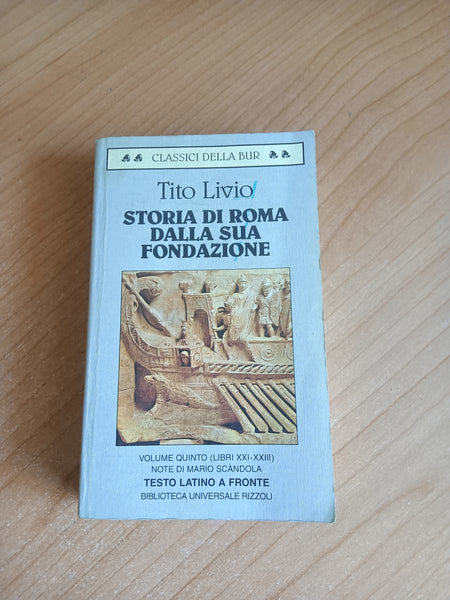 CLASSICI DELLA BUR
Tito Livio
STORIA DI ROMA
DALLA SUA
FONDAZIONE
VOLUME QUINTO (LIBRI XXI-XXIII)
NOTE DI MARIO SCÀNDOLA
TESTO LATINO A FRONTE
BIBLIOTECA UNIVERSALE RIZZOLI